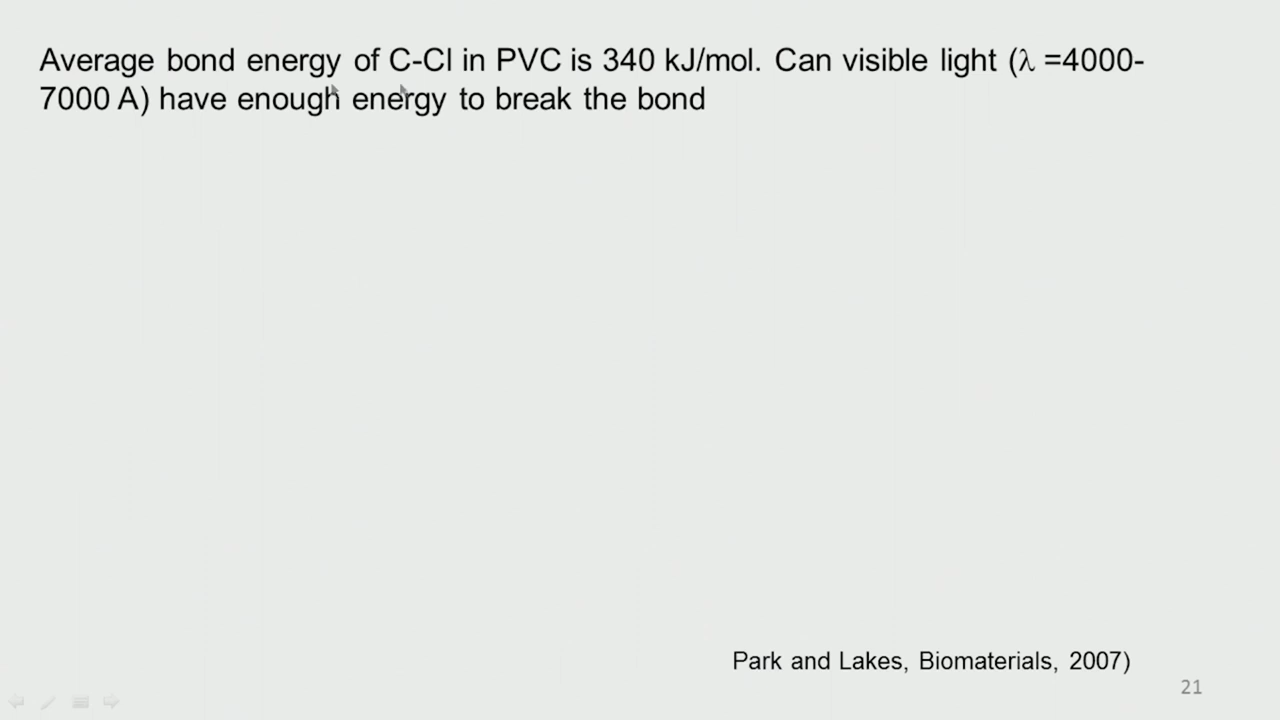 Average bond energy of C-Cl in PVC is 340 kJ/mol. Can visible light (λ =4000-
7000 A) have enough energy to break the bond
Park and Lakes, Biomaterials, 2007)
21